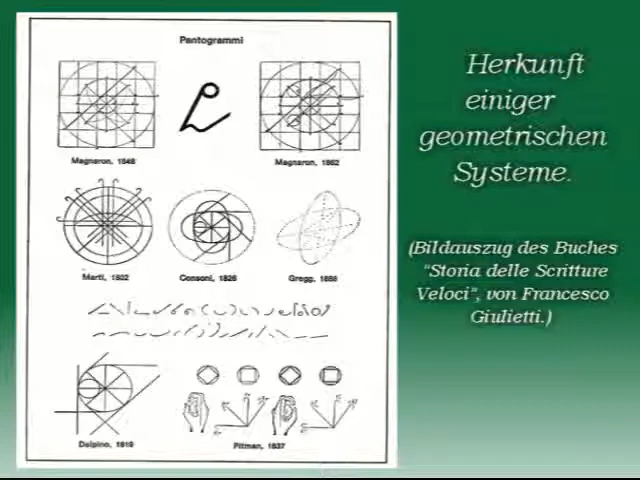 Pantogrammi
Magnaron, 1848
Magnaron, 1862
Marti, 1802
Consoni, 1826
Gregg, 1888
Delpino, 1819
Pitman, 1837
Herkunft
einiger
geometrischen
Systeme.
(Bildauszug des Buches
"Storia delle Scritture
Veloci", von Francesco
Giulietti.)